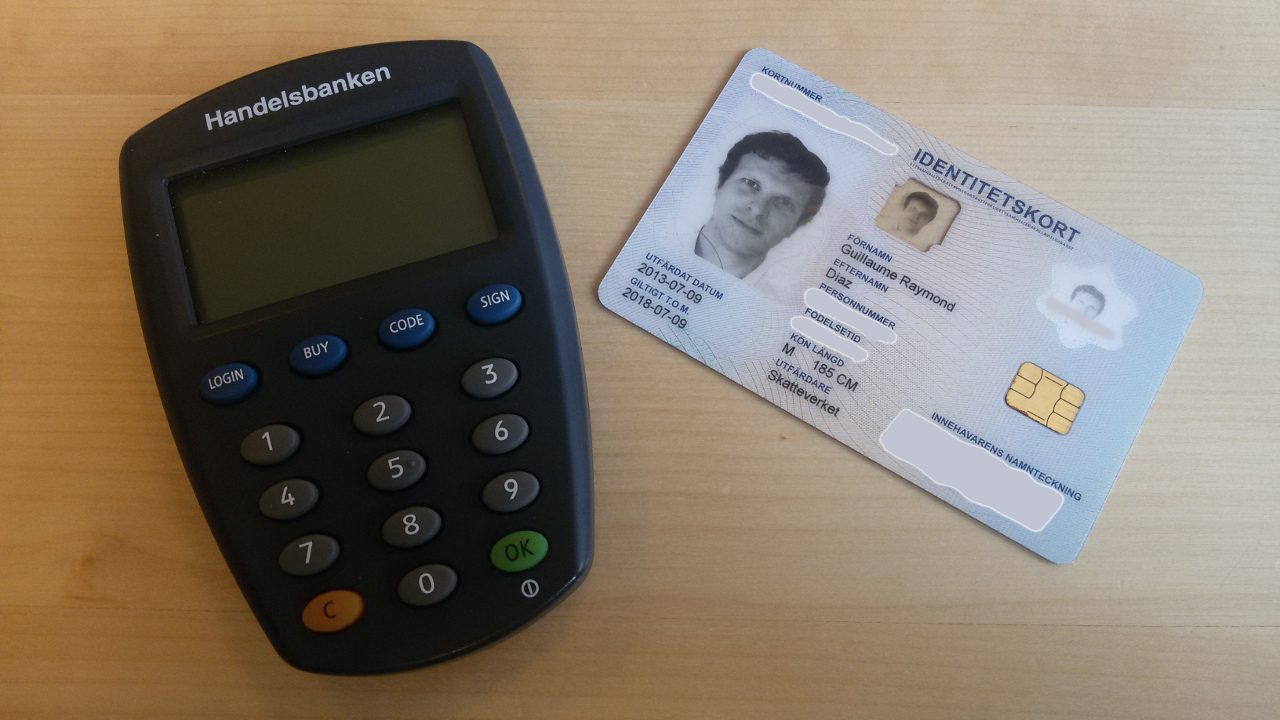 Handelsbanken
LOGIN
BUY
CODE
SIGN
1
2
3
4
5
6
7
8
9
C
0
OK
KORTNUMMER
IDENTITETSKORT
FÖRNAMN
Guillaume Raymond
EFTERNAMN
Diaz
PERSONNUMMER
FÖDELSETID
KÖN LÄNGD
M 185 CM
UTFÄRDARE
Skatteverket
UTFÄRDAT DATUM
2013-07-09
GILTIGT T.O.M.
2018-07-09
INNEHAVARENS NAMNTECKNING